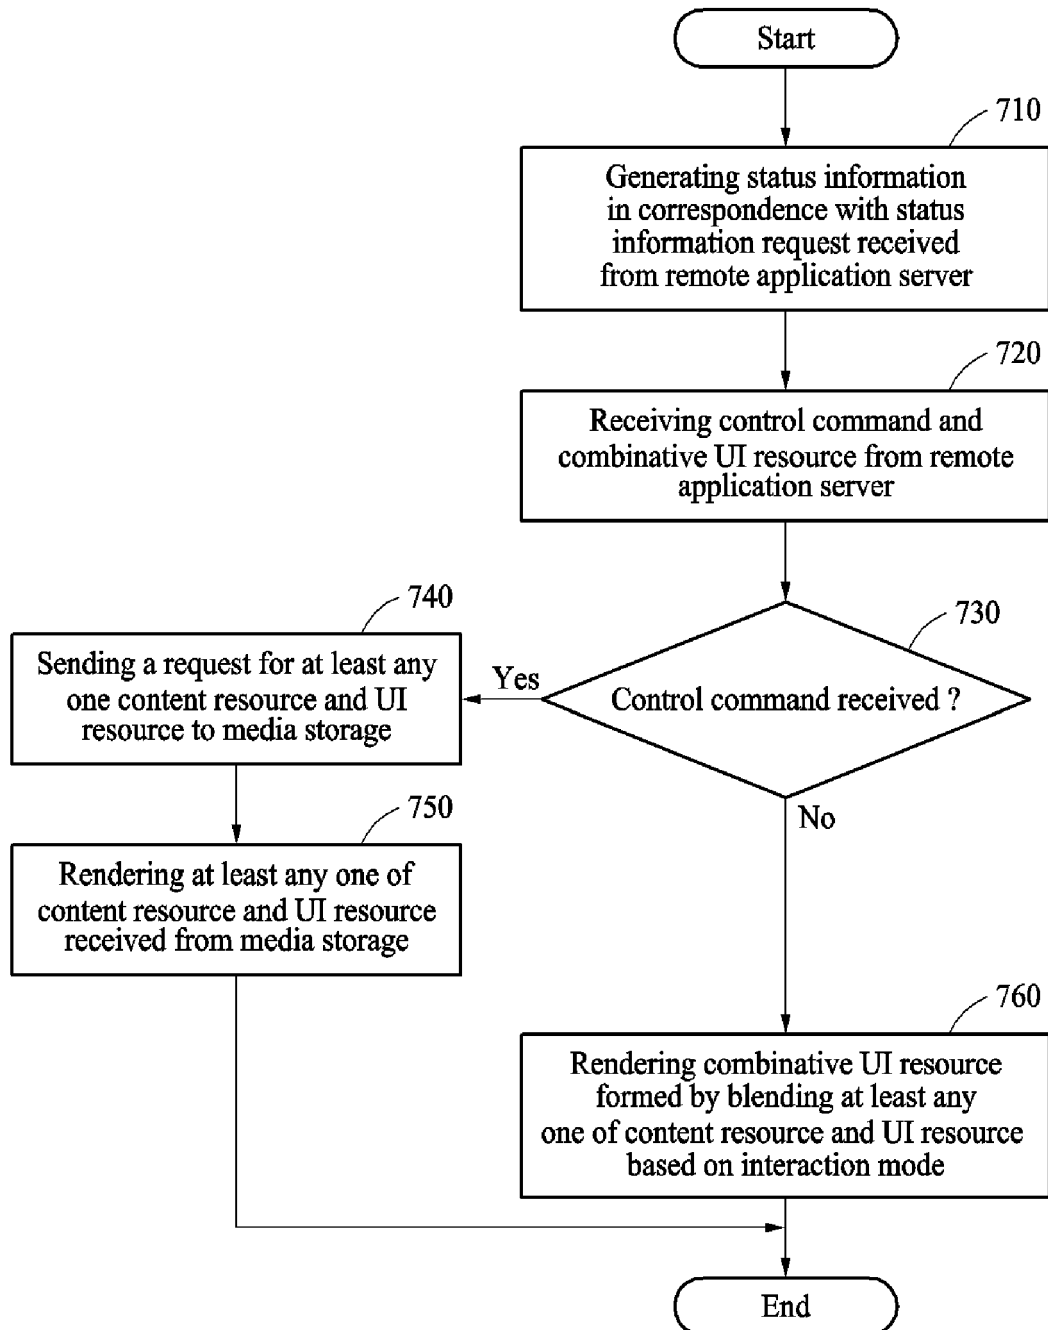 Start
710
Generating status information
in correspondence with status
information request received
from remote application server
720
Receiving control command and
combinative UI resource from remote
application server
730
Control command received ?
Yes
No
740
Sending a request for at least any
one content resource and UI
resource to media storage
750
Rendering at least any one of
content resource and UI resource
received from media storage
760
Rendering combinative UI resource
formed by blending at least any
one of content resource and UI resource
based on interaction mode
End